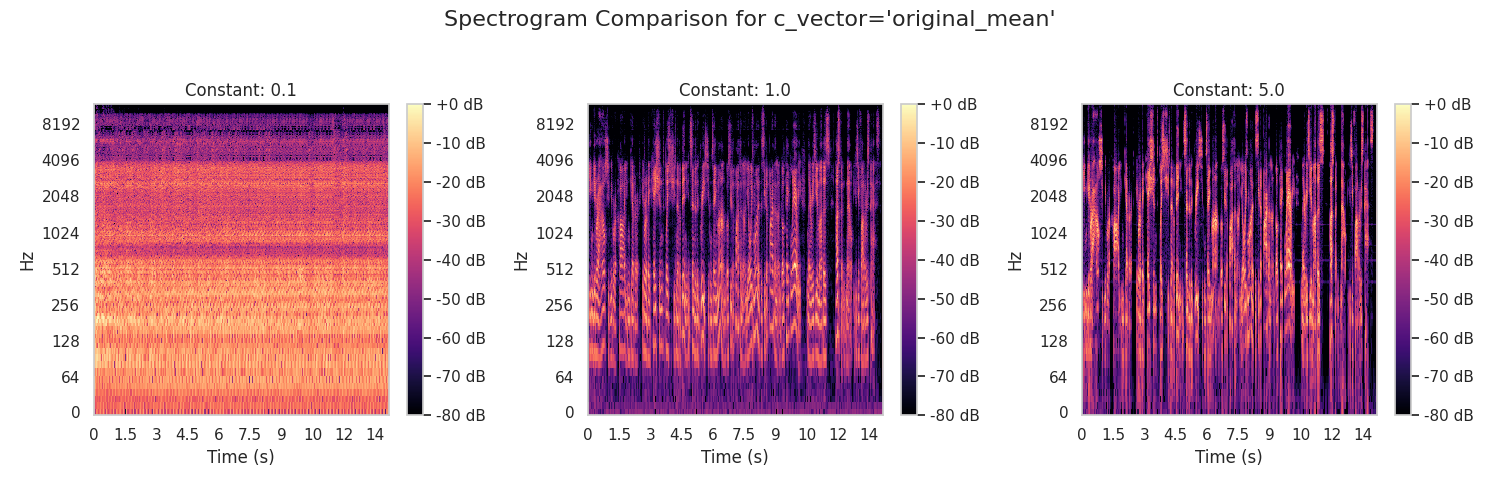 Spectrogram Comparison for c_vector='original_mean'
Constant: 0.1
Hz
8192
4096
2048
1024
512
256
128
64
0
0 1.5 3 4.5 6 7.5 9 10 12 14
Time (s)
+0 dB
-10 dB
-20 dB
-30 dB
-40 dB
-50 dB
-60 dB
-70 dB
-80 dB
Constant: 1.0
Hz
8192
4096
2048
1024
512
256
128
64
0
0 1.5 3 4.5 6 7.5 9 10 12 14
Time (s)
+0 dB
-10 dB
-20 dB
-30 dB
-40 dB
-50 dB
-60 dB
-70 dB
-80 dB
Constant: 5.0
Hz
8192
4096
2048
1024
512
256
128
64
0
0 1.5 3 4.5 6 7.5 9 10 12 14
Time (s)
+0 dB
-10 dB
-20 dB
-30 dB
-40 dB
-50 dB
-60 dB
-70 dB
-80 dB